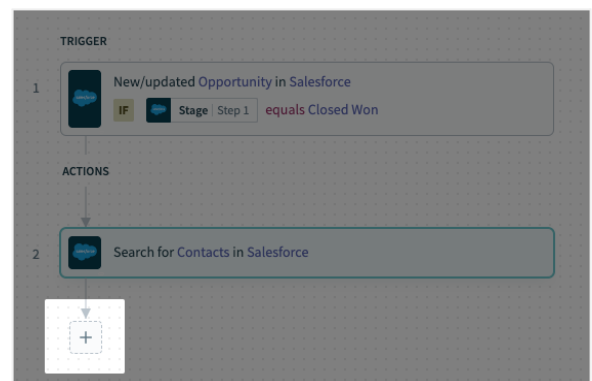 TRIGGER
1
New/updated Opportunity in Salesforce
IF Stage Step 1 equals Closed Won
ACTIONS
2
Search for Contacts in Salesforce
+